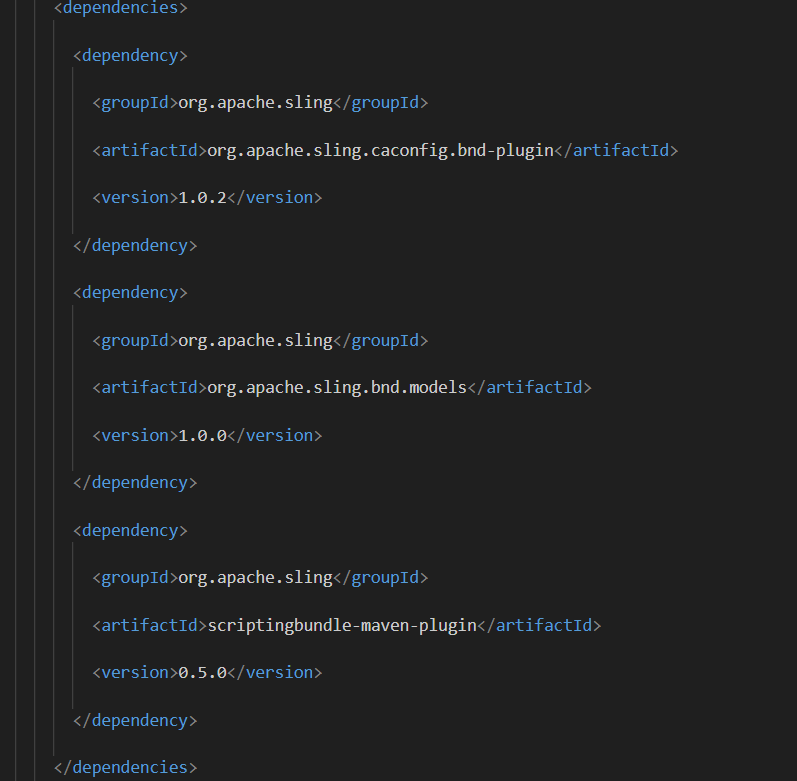 <dependencies>
<dependency>
<groupId>org.apache.sling</groupId>
<artifactId>org.apache.sling.caconfig.bnd-plugin</artifactId>
<version>1.0.2</version>
</dependency>
<dependency>
<groupId>org.apache.sling</groupId>
<artifactId>org.apache.sling.bnd.models</artifactId>
<version>1.0.0</version>
</dependency>
<dependency>
<groupId>org.apache.sling</groupId>
<artifactId>scriptingbundle-maven-plugin</artifactId>
<version>0.5.0</version>
</dependency>
</dependencies>